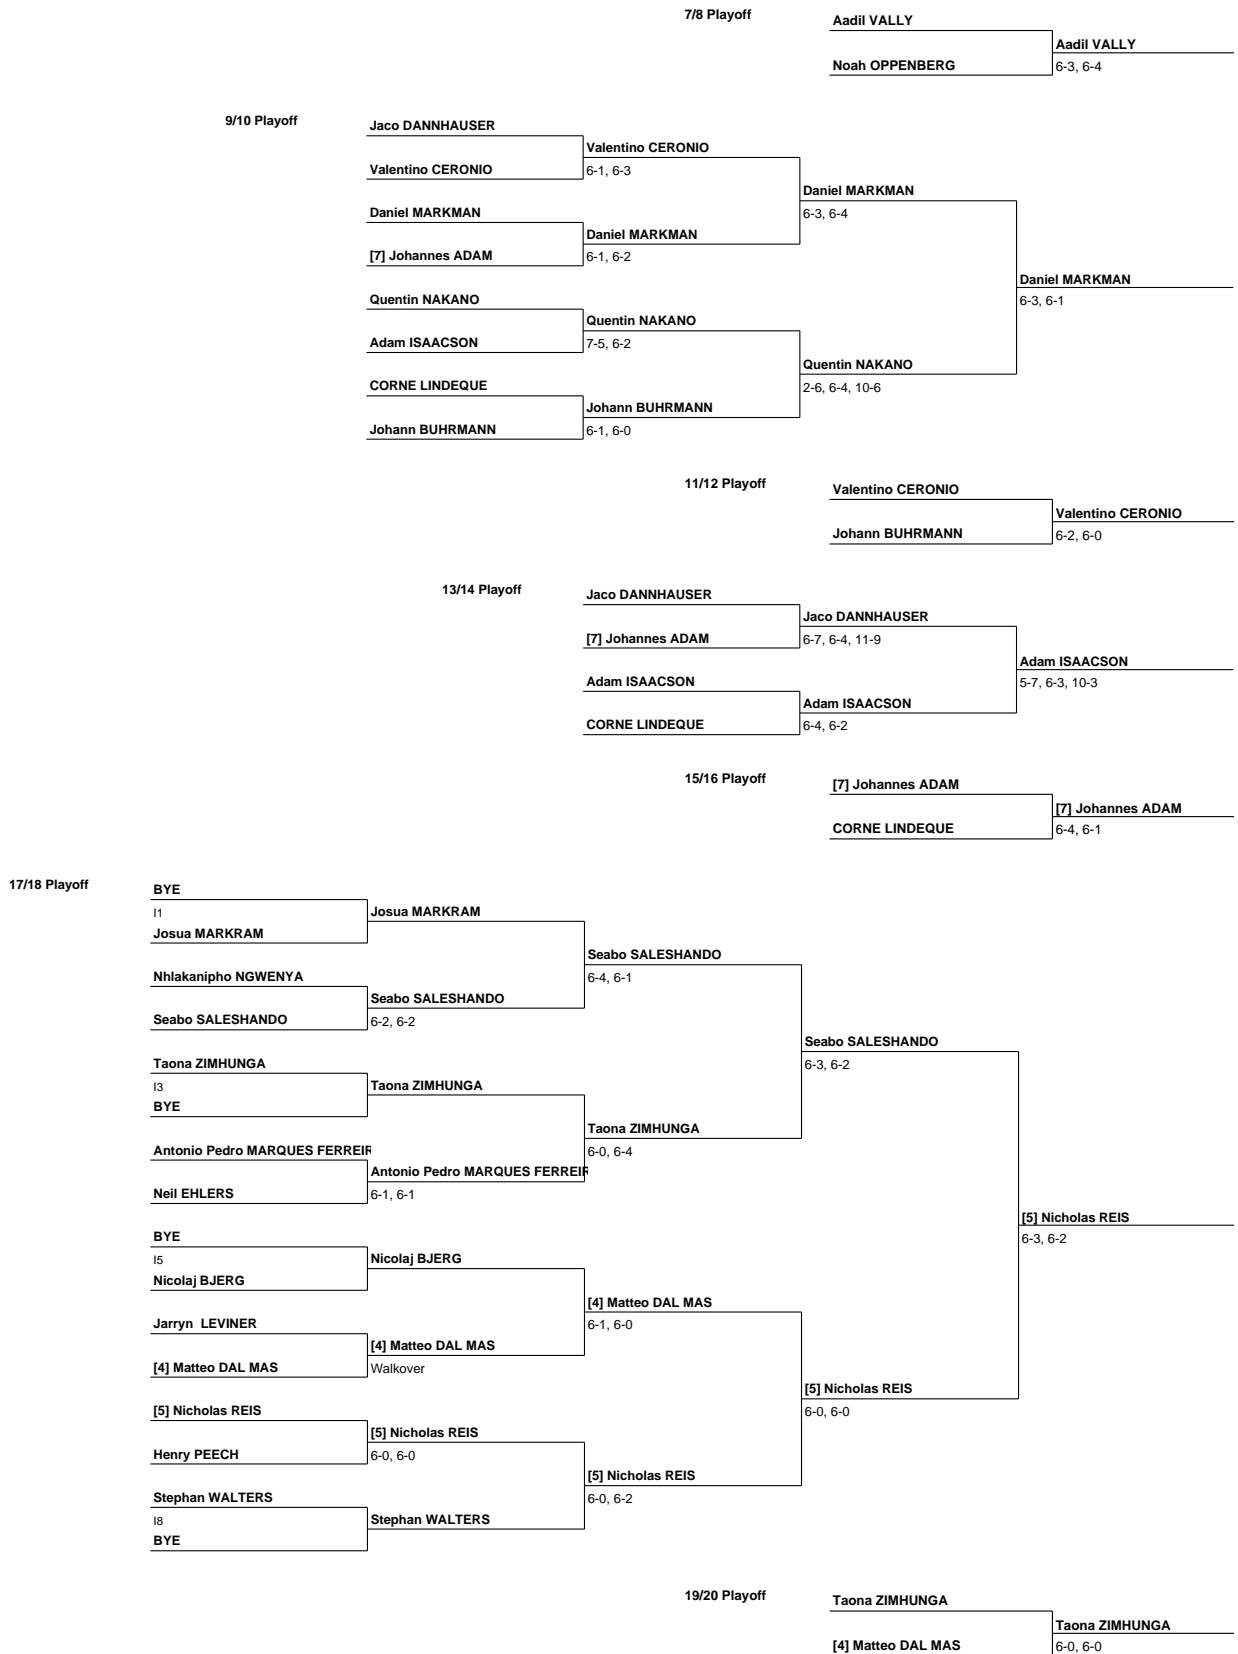 7/8 Playoff
Aadil VALLY
Aadil VALLY
Noah OPPENBERG
6-3, 6-4
9/10 Playoff
Jaco DANNHAUSER
Valentino CERONIO
Valentino CERONIO
6-1, 6-3
Daniel MARKMAN
Daniel MARKMAN
6-3, 6-4
Daniel MARKMAN
[7] Johannes ADAM
6-1, 6-2
Daniel MARKMAN
Quentin NAKANO
6-3, 6-1
Quentin NAKANO
Adam ISAACSON
7-5, 6-2
Quentin NAKANO
CORNE LINDEQUE
2-6, 6-4, 10-6
Johann BUHRMANN
Johann BUHRMANN
6-1, 6-0
11/12 Playoff
Valentino CERONIO
Valentino CERONIO
Johann BUHRMANN
6-2, 6-0
13/14 Playoff
Jaco DANNHAUSER
Jaco DANNHAUSER
[7] Johannes ADAM
6-7, 6-4, 11-9
Adam ISAACSON
Adam ISAACSON
5-7, 6-3, 10-3
Adam ISAACSON
CORNE LINDEQUE
6-4, 6-2
15/16 Playoff
[7] Johannes ADAM
[7] Johannes ADAM
CORNE LINDEQUE
6-4, 6-1
17/18 Playoff
BYE
I1
Josua MARKRAM
Josua MARKRAM
Seabo SALESHANDO
Nhlakanipho NGWENYA
6-4, 6-1
Seabo SALESHANDO
Seabo SALESHANDO
6-2, 6-2
Seabo SALESHANDO
Taona ZIMHUNGA
6-3, 6-2
I3
Taona ZIMHUNGA
BYE
Taona ZIMHUNGA
Antonio Pedro MARQUES FERREIR
6-0, 6-4
Antonio Pedro MARQUES FERREIR
Neil EHLERS
6-1, 6-1
[5] Nicholas REIS
BYE
6-3, 6-2
I5
Nicolaj BJERG
Nicolaj BJERG
[4] Matteo DAL MAS
Jarryn LEVINER
6-1, 6-0
[4] Matteo DAL MAS
[4] Matteo DAL MAS
Walkover
[5] Nicholas REIS
[5] Nicholas REIS
6-0, 6-0
[5] Nicholas REIS
Henry PEECH
6-0, 6-0
[5] Nicholas REIS
Stephan WALTERS
6-0, 6-2
I8
Stephan WALTERS
BYE
19/20 Playoff
Taona ZIMHUNGA
Taona ZIMHUNGA
[4] Matteo DAL MAS
6-0, 6-0